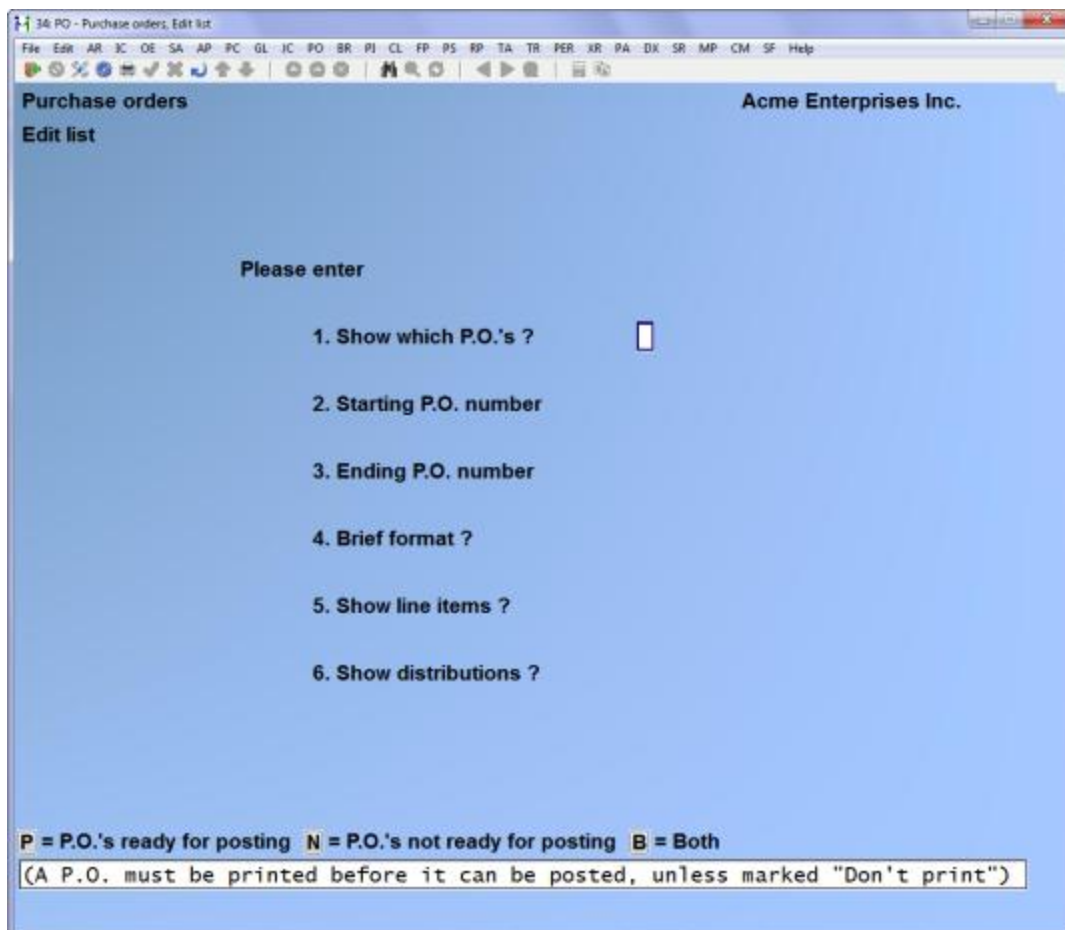 34: PO - Purchase orders, Edit list
File Edit AR IC OE SA AP PC GL JC PO BR PJ CL FP PS RP TA TR PER XR PA DX SR MP CM SF Help
Purchase orders
Acme Enterprises Inc.
Edit list
Please enter
1. Show which P.O.'s ?
2. Starting P.O. number
3. Ending P.O. number
4. Brief format ?
5. Show line items ?
6. Show distributions ?
P = P.O.'s ready for posting N = P.O.'s not ready for posting B = Both
(A P.O. must be printed before it can be posted, unless marked "Don't print")